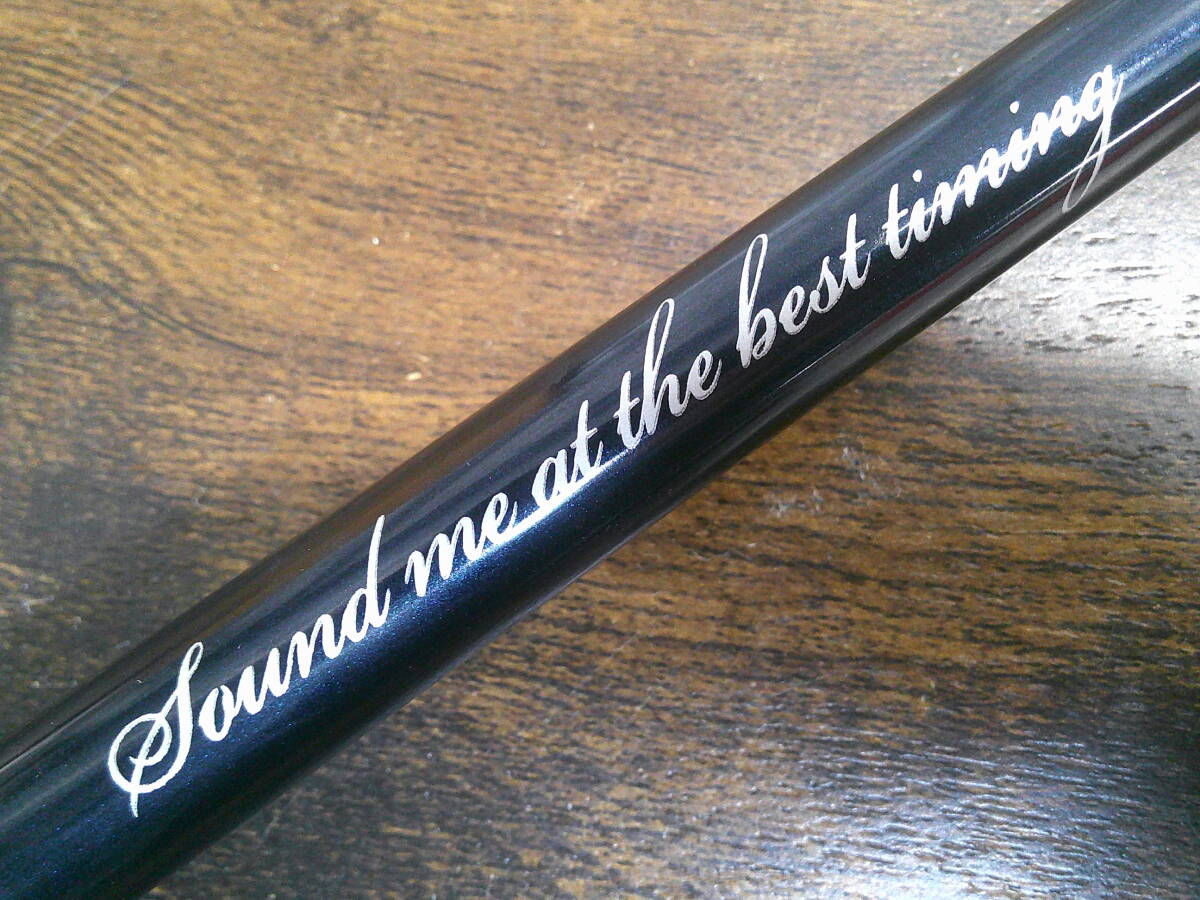 Sound me at the best timing